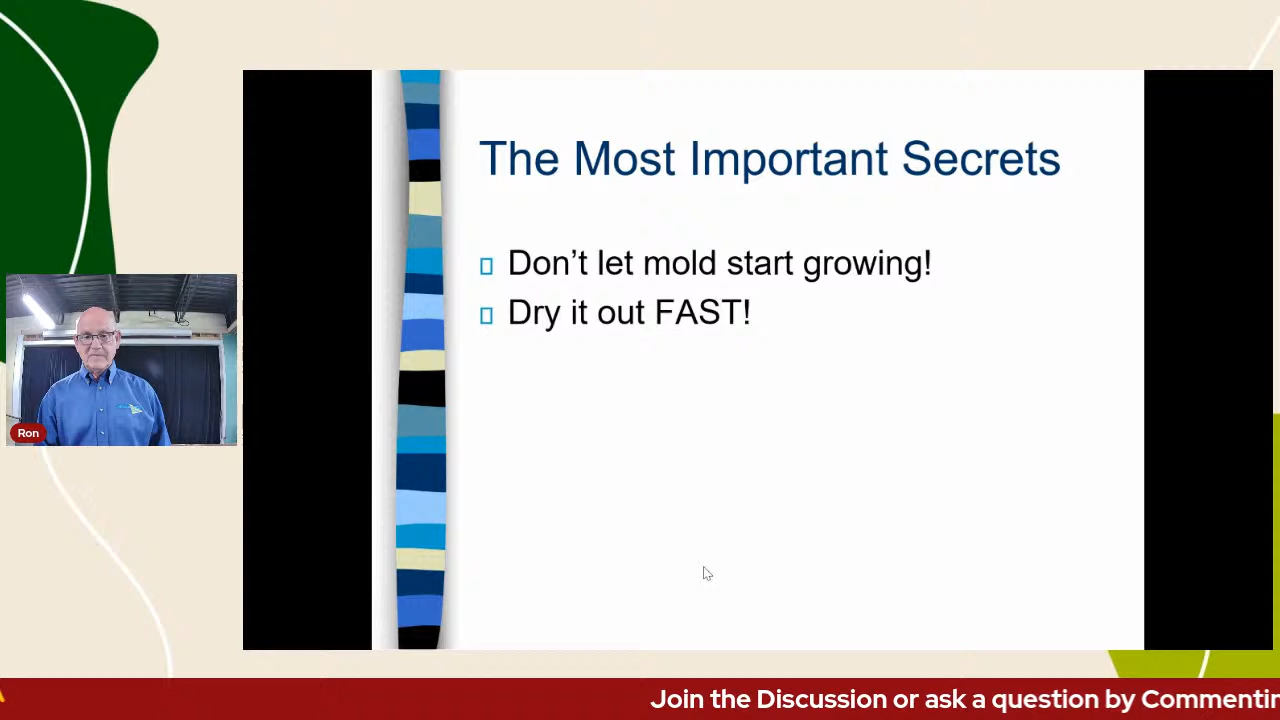 The Most Important Secrets
Don’t let mold start growing!
Dry it out FAST!
Ron
Join the Discussion or ask a question by Commentin